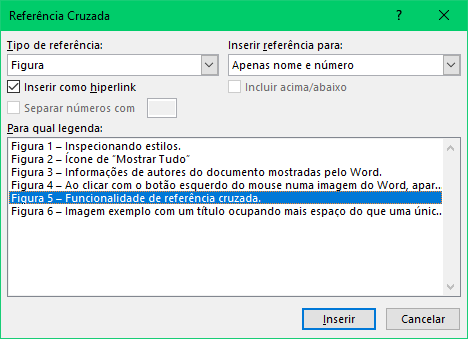 Referência Cruzada
Tipo de referência:
Inserir referência para:
Figura
Apenas nome e número
Inserir como hiperlink
Incluir acima/abaixo
Separar números com
Para qual legenda:
Figura 1 – Inspecionando estilos.
Figura 2 – Ícone de “Mostrar Tudo”
Figura 3 – Informações de autores do documento mostradas pelo Word.
Figura 4 – Ao clicar com o botão esquerdo do mouse numa imagem do Word, apar...
Figura 5 – Funcionalidade de referência cruzada.
Figura 6 – Imagem exemplo com um título ocupando mais espaço do que uma únic...
Inserir
Cancelar